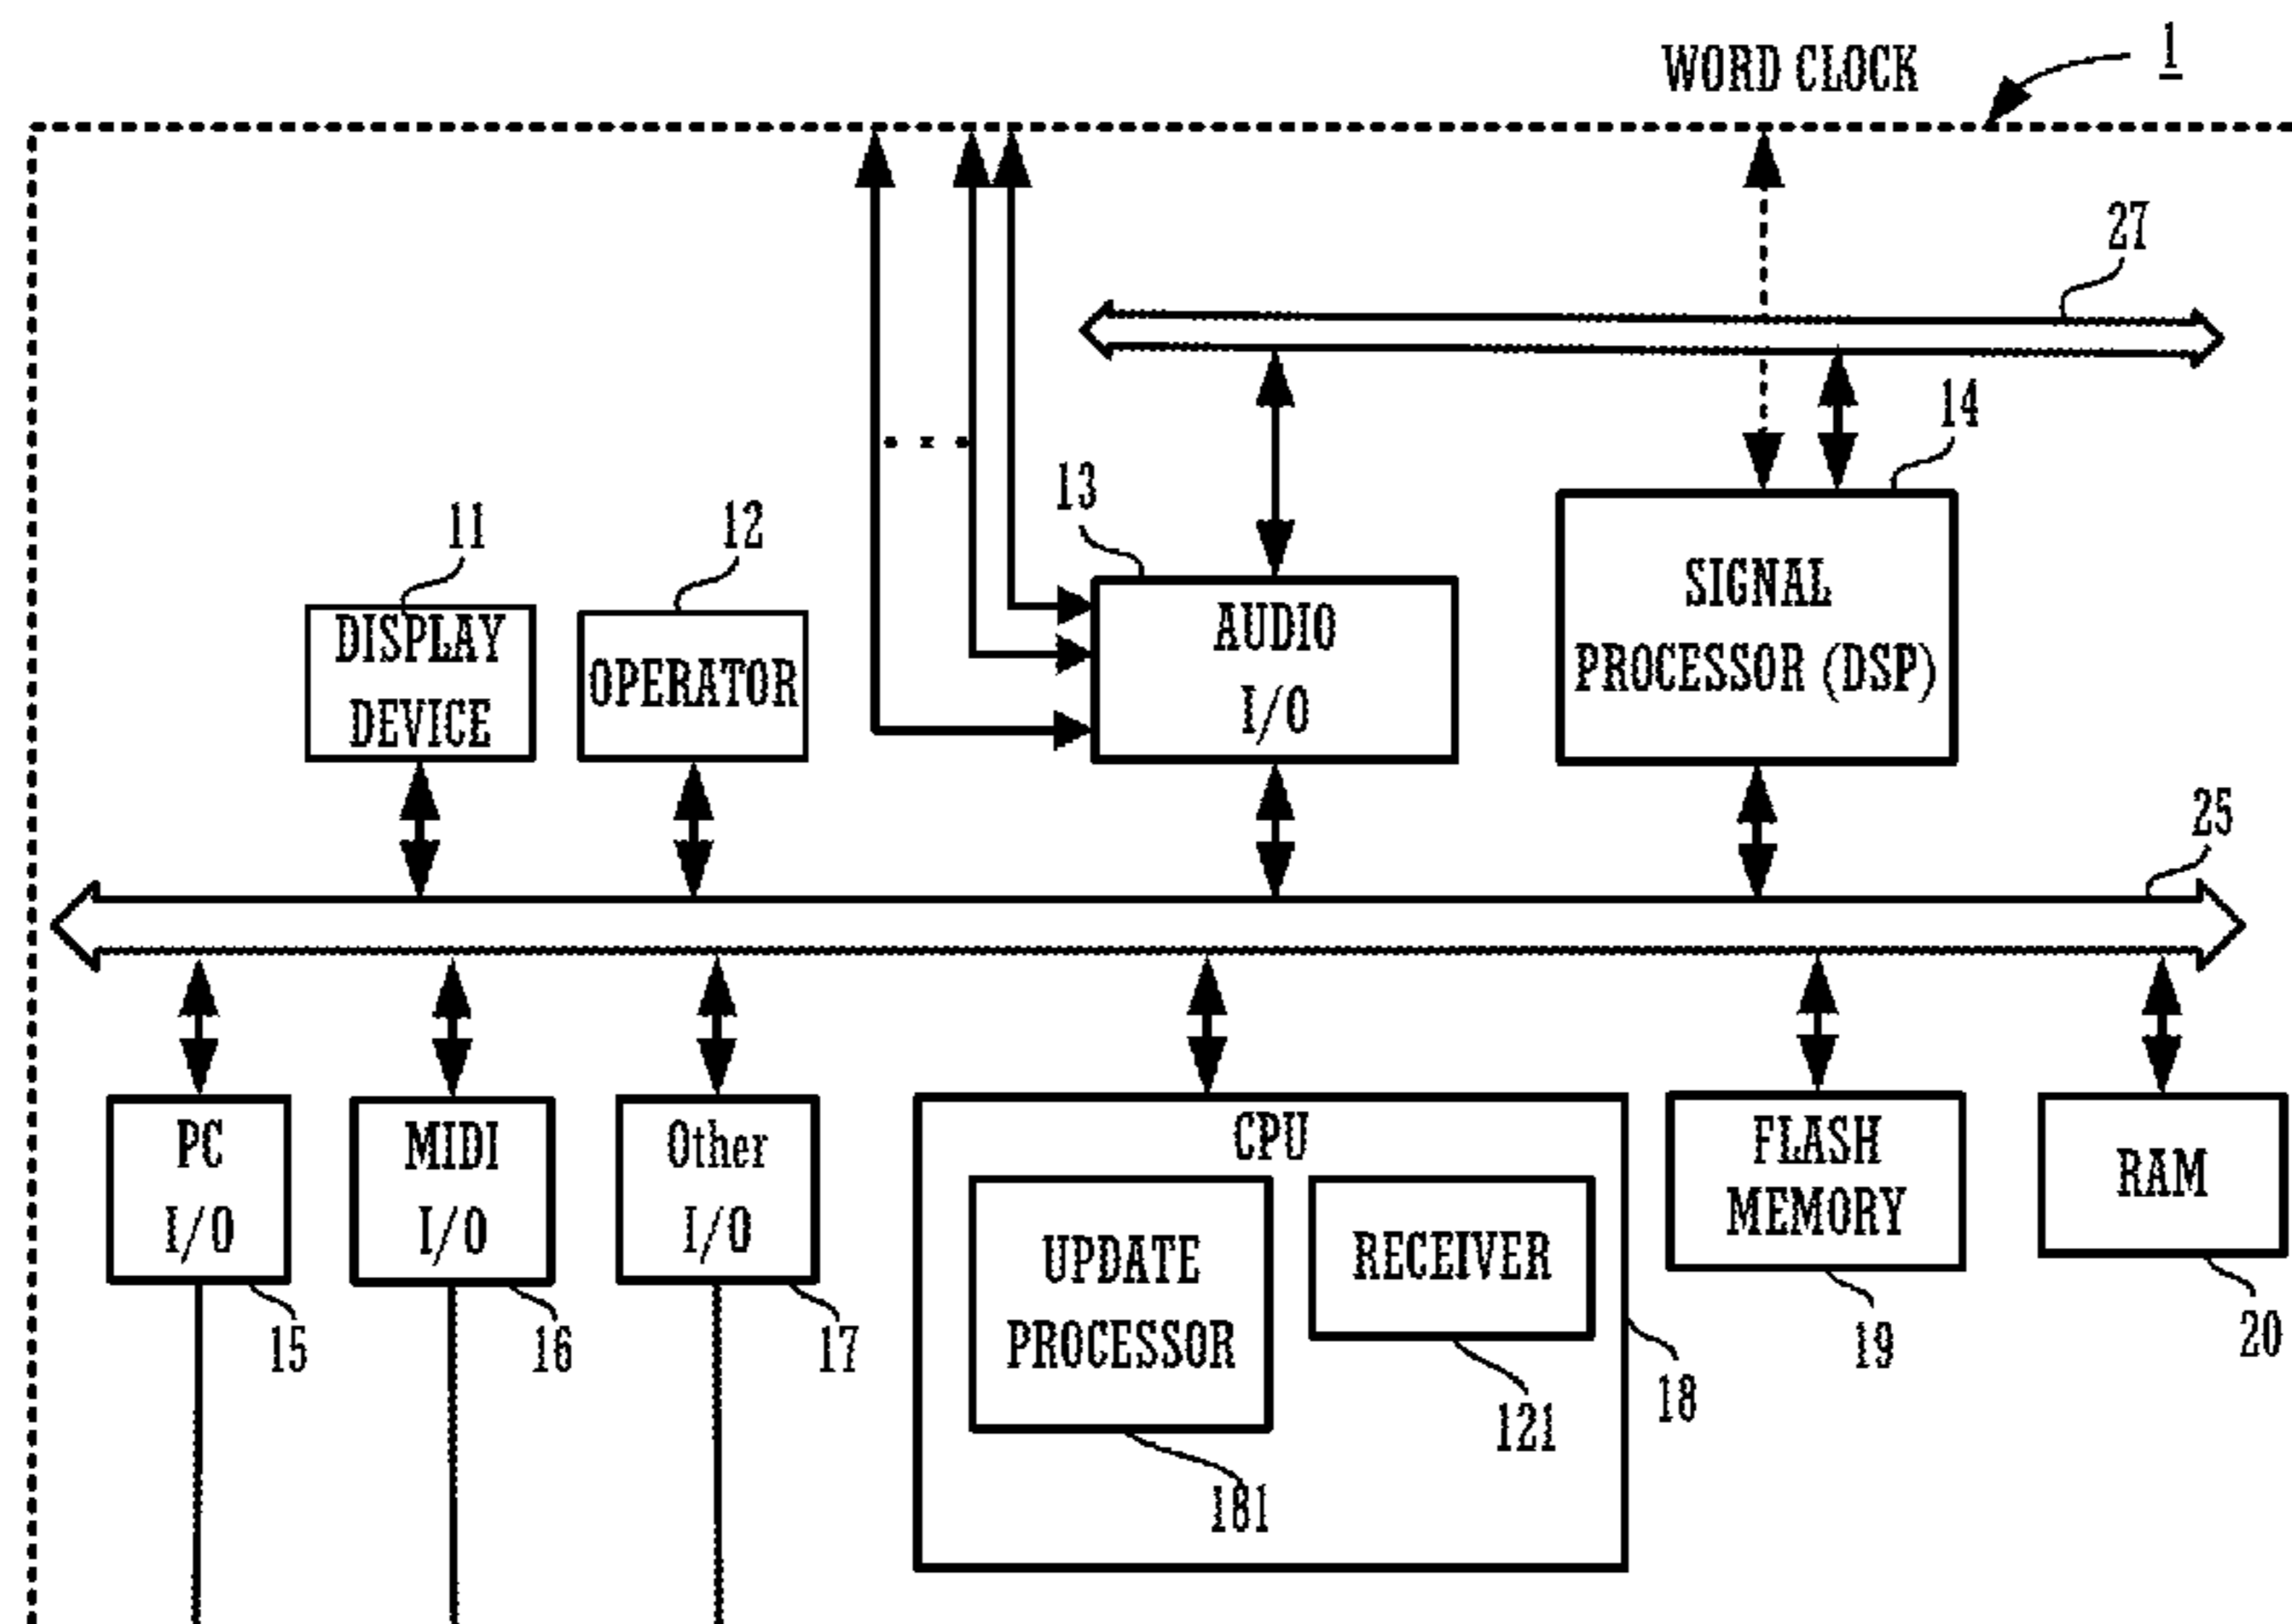 WORD CLOCK
1
27
14
13
11
12
DISPLAY
DEVICE
OPERATOR
AUDIO
I/O
SIGNAL
PROCESSOR (DSP)
25
PC
I/O
15
MIDI
I/O
16
Other
I/O
17
CPU
UPDATE
PROCESSOR
181
RECEIVER
121
18
FLASH
MEMORY
19
RAM
20